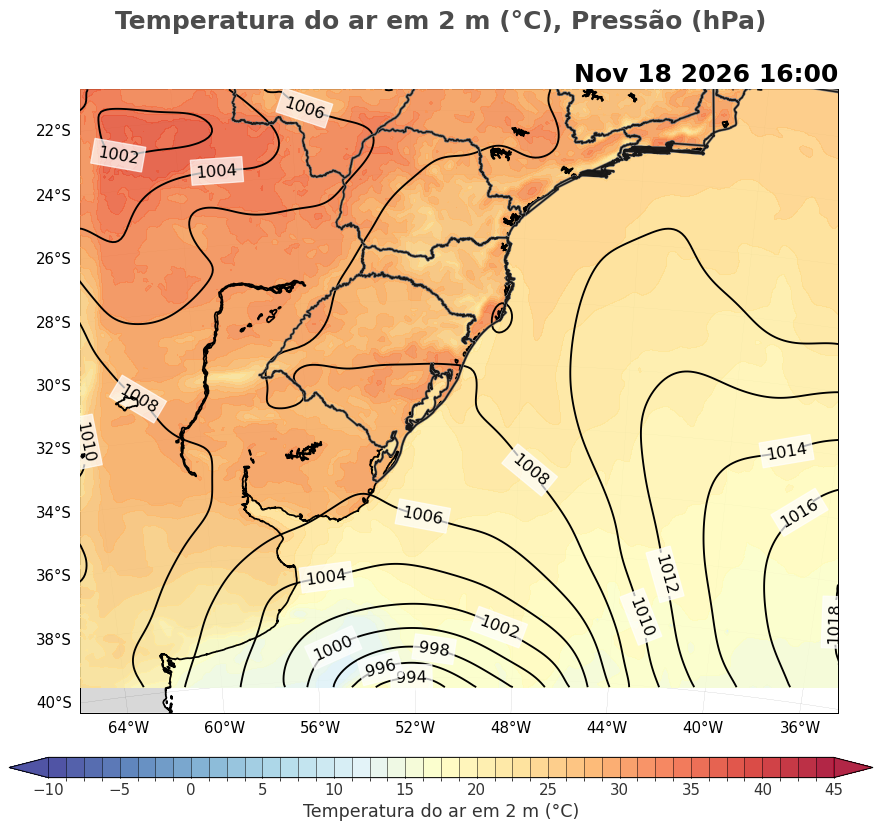 Temperatura do ar em 2 m (°C), Pressão (hPa)
Nov 18 2026 16:00
1006
22°S
1002
1004
24°S
26°S
28°S
30°S
1008
1010
32°S
1014
1008
34°S
1006
1016
36°S
1004
1012
1010
1018
1002
38°S
1000
998
996
994
40°S
64°W 60°W 56°W 52°W 48°W 44°W 40°W 36°W
−10 −5 0 5 10 15 20 25 30 35 40 45
Temperatura do ar em 2 m (°C)